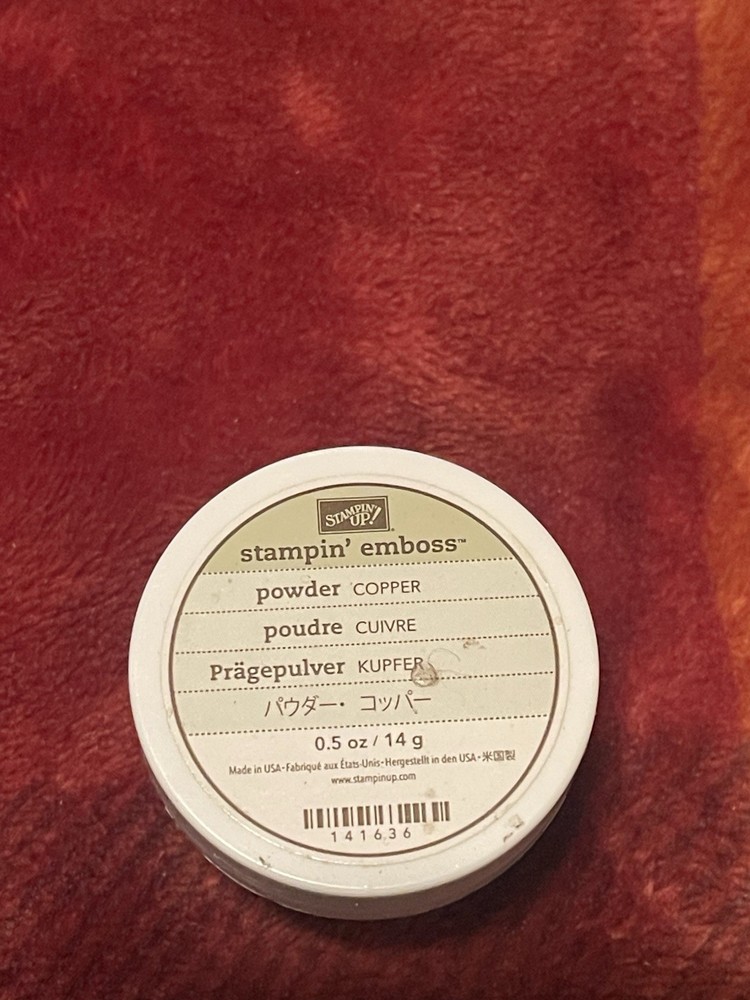 STAMPIN' UP!®
stampin' emboss™
powder COPPER
poudre CUIVRE
Prägepulver KUPFER
パウダー・ コッパー
0.5 oz / 14 g
Made in USA • Fabriqué aux États-Unis • Hergestellt in den USA • 米国製
www.stampinup.com
141636